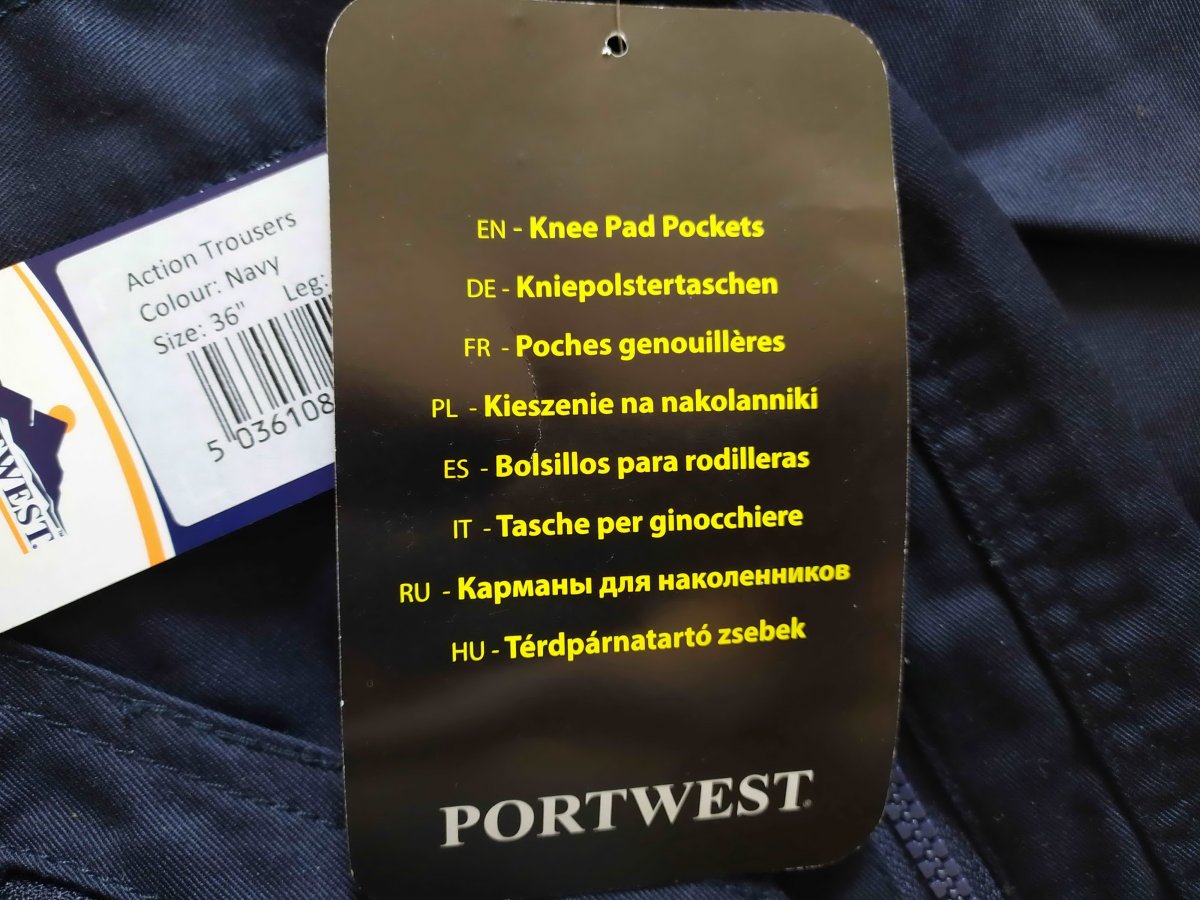 Action Trousers
Colour: Navy
Size: 36" Leg:
5 036108
EN - Knee Pad Pockets
DE - Kniepolstertaschen
FR - Poches genouillères
PL - Kieszenie na nakolanniki
ES - Bolsillos para rodilleras
IT - Tasche per ginocchiere
RU - Карманы для наколенников
HU - Térdpárnatartó zsebek
PORTWEST®